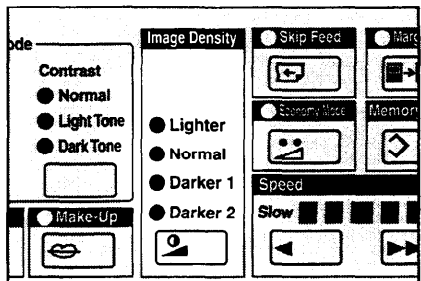 ode
Contrast
Normal
Light Tone
Dark Tone
Make-Up
Image Density
Lighter
Normal
Darker 1
Darker 2
Skip Feed
Marg
Economy Mode
Memor
Speed
Slow